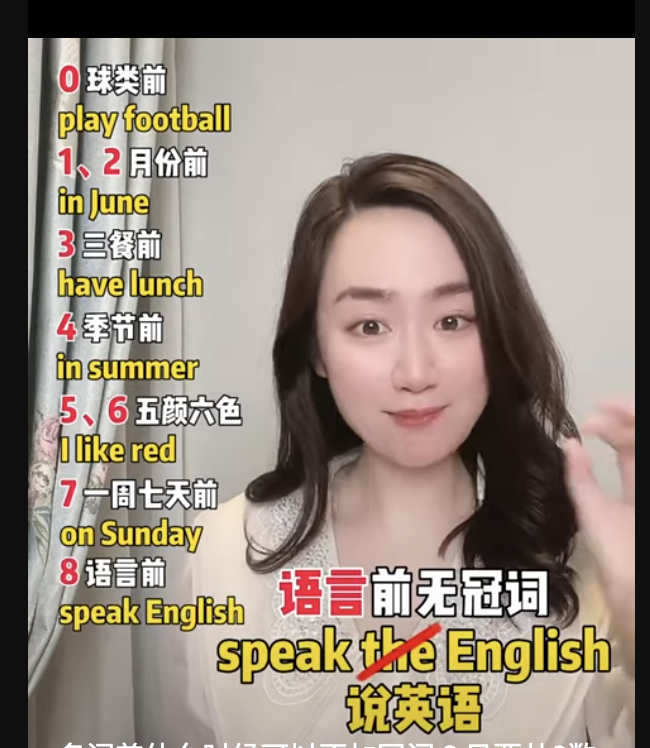 0 球类前
play football
1、2 月份前
in June
3 三餐前
have lunch
4 季节前
in summer
5、6 五颜六色
I like red
7 一周七天前
on Sunday
8 语言前
speak English
语言前无冠词
speak the English
说英语